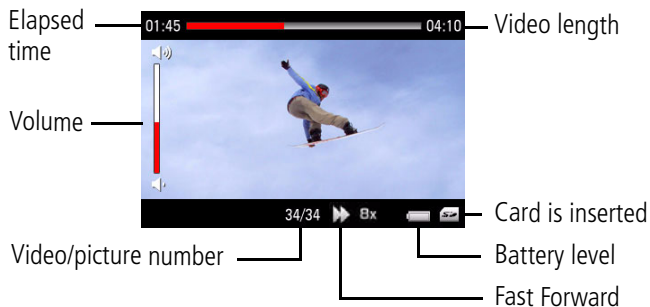 Elapsed time
01:45
04:10
Video length
Volume
34/34
8x
Card is inserted
Video/picture number
Battery level
Fast Forward